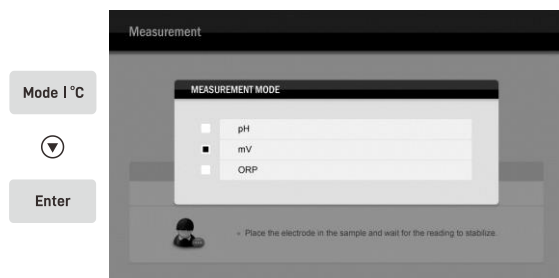 Mode | °C
Enter
Measurement
MEASUREMENT MODE
pH
mV
ORP
Place the electrode in the sample and wait for the reading to stabilize.